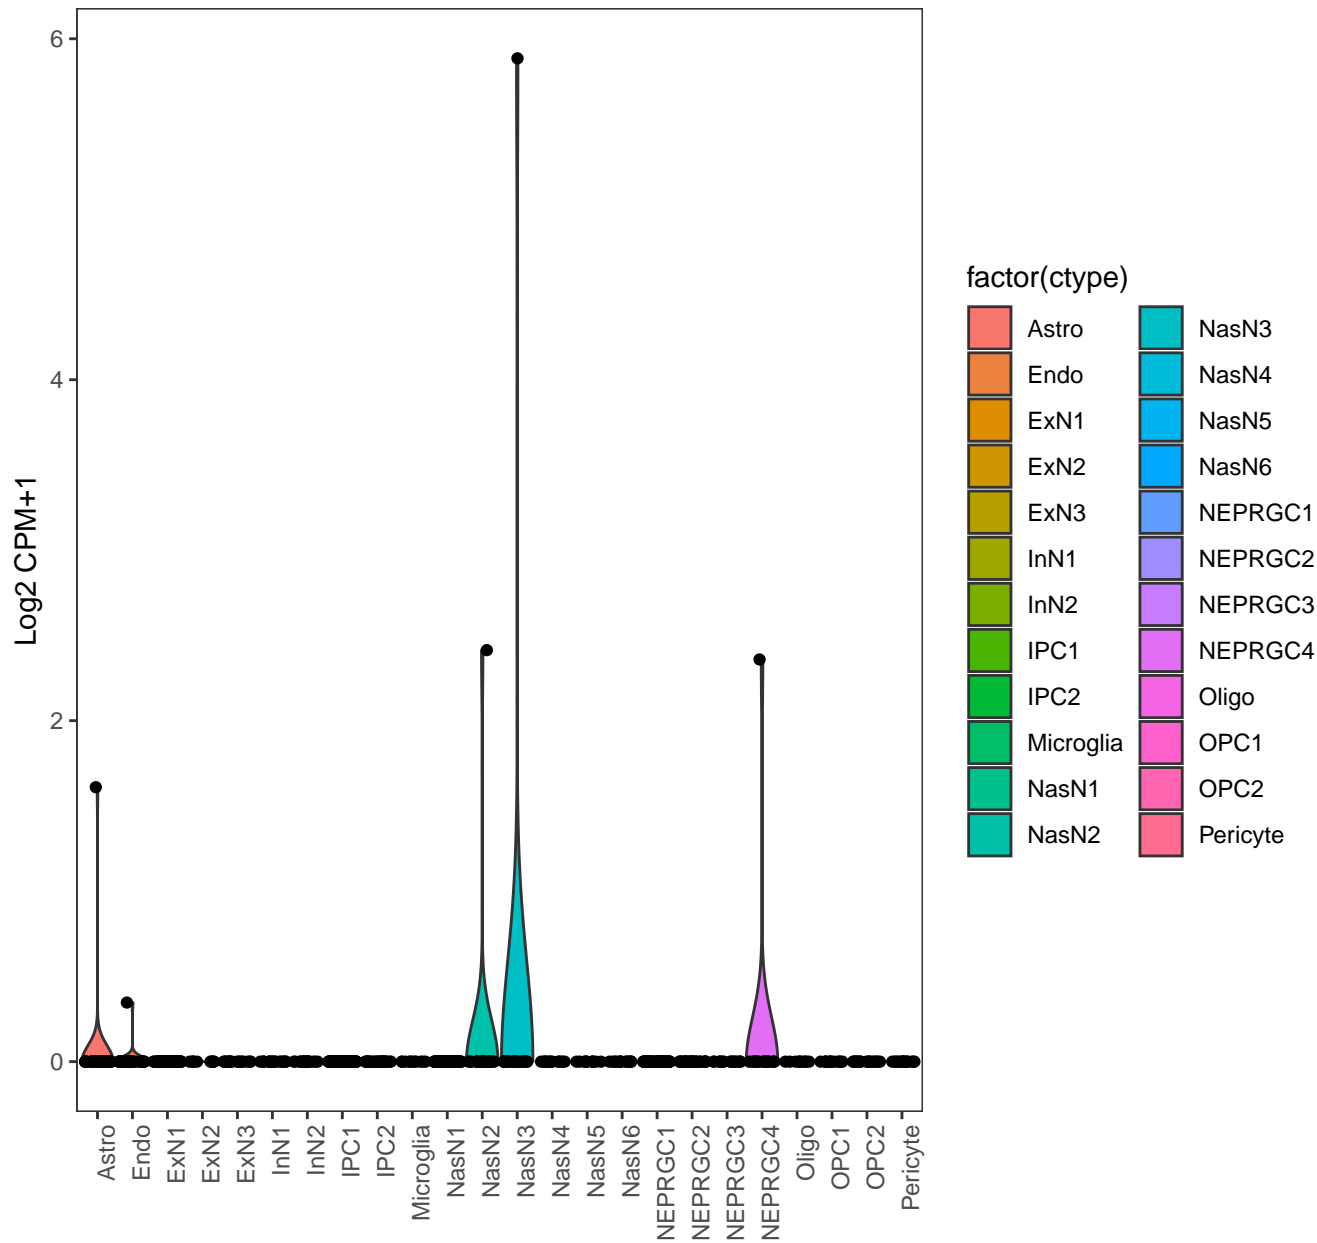 6
4
2
0
Log2 CPM+1
Astro
Endo
ExN1
ExN2
ExN3
InN1
InN2
IPC1
IPC2
Microglia
NasN1
NasN2
NasN3
NasN4
NasN5
NasN6
NEPRGC1
NEPRGC2
NEPRGC3
NEPRGC4
Oligo
OPC1
OPC2
Pericyte
factor(ctype)
Astro
Endo
ExN1
ExN2
ExN3
InN1
InN2
IPC1
IPC2
Microglia
NasN1
NasN2
NasN3
NasN4
NasN5
NasN6
NEPRGC1
NEPRGC2
NEPRGC3
NEPRGC4
Oligo
OPC1
OPC2
Pericyte